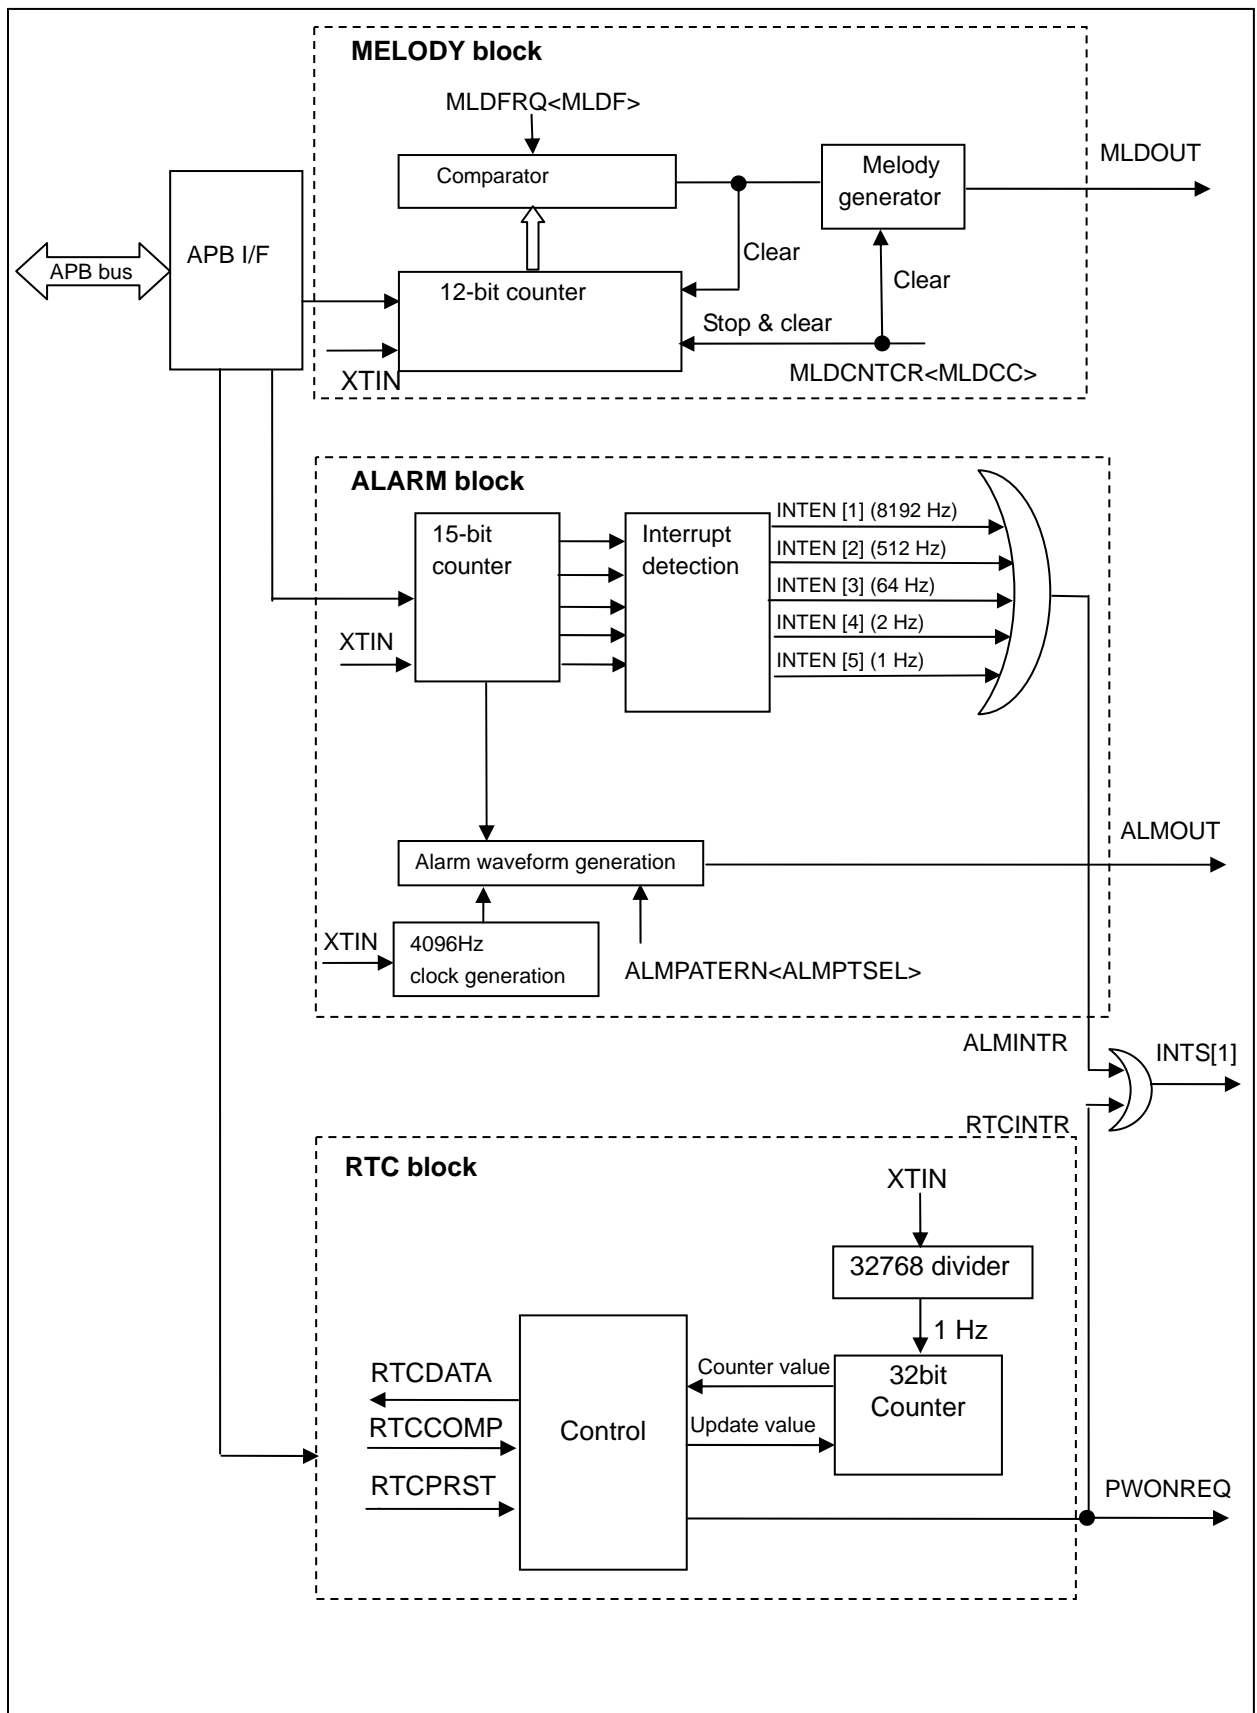 MELODY block
MLDFRQ<MLDF>
Comparator
Melody
generator
MLDOUT
APB bus
APB I/F
Clear
Clear
12-bit counter
Stop & clear
XTIN
MLDCNTCR<MLDCC>
ALARM block
15-bit
counter
Interrupt
detection
INTEN [1] (8192 Hz)
INTEN [2] (512 Hz)
INTEN [3] (64 Hz)
INTEN [4] (2 Hz)
INTEN [5] (1 Hz)
XTIN
Alarm waveform generation
ALMOUT
XTIN
4096Hz
clock generation
ALMPATERN<ALMPTSEL>
ALMINTR
INTS[1]
RTCINTR
RTC block
XTIN
32768 divider
1 Hz
Counter value
32bit
Counter
RTCDATA
RTCCOMP
Control
Update value
RTCPRST
PWONREQ